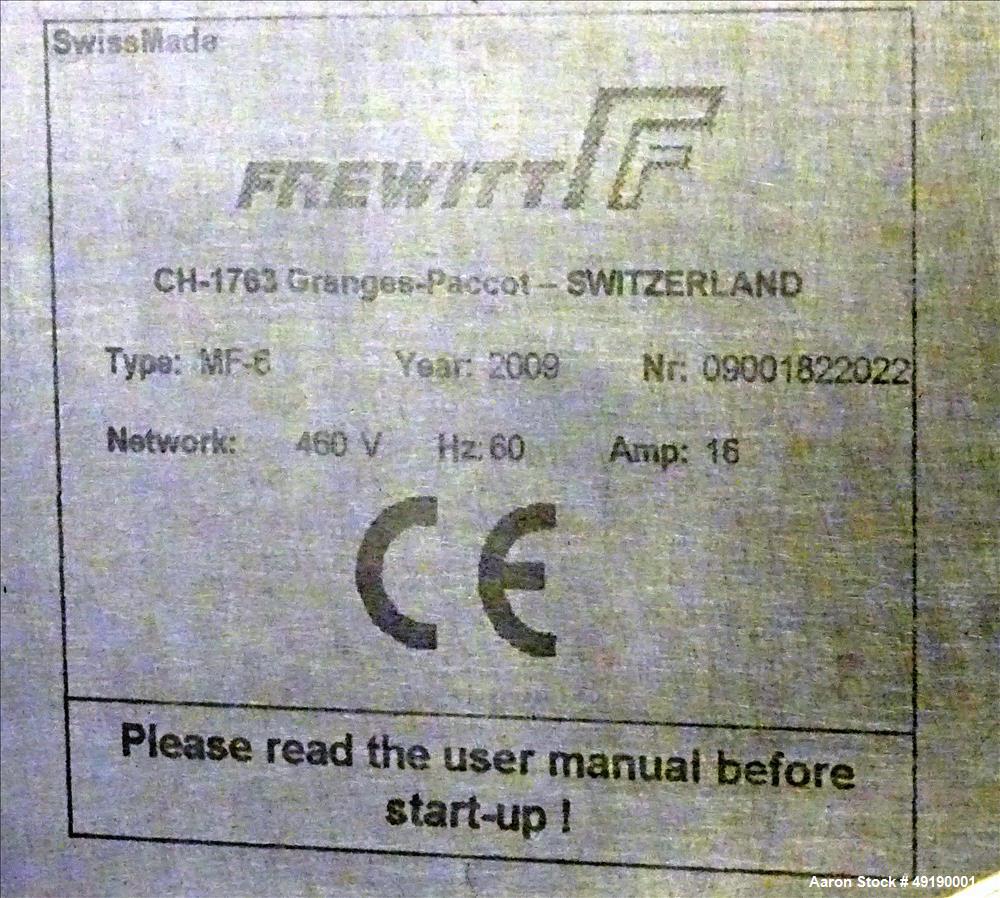 SwissMade
FREWITT
CH-1763 Granges-Paccot – SWITZERLAND
Type: MF-6 Year: 2009 Nr: 09001822022
Network: 460 V Hz: 60 Amp: 16
CE
Please read the user manual before
start-up !
Aaron Stock # 49190001